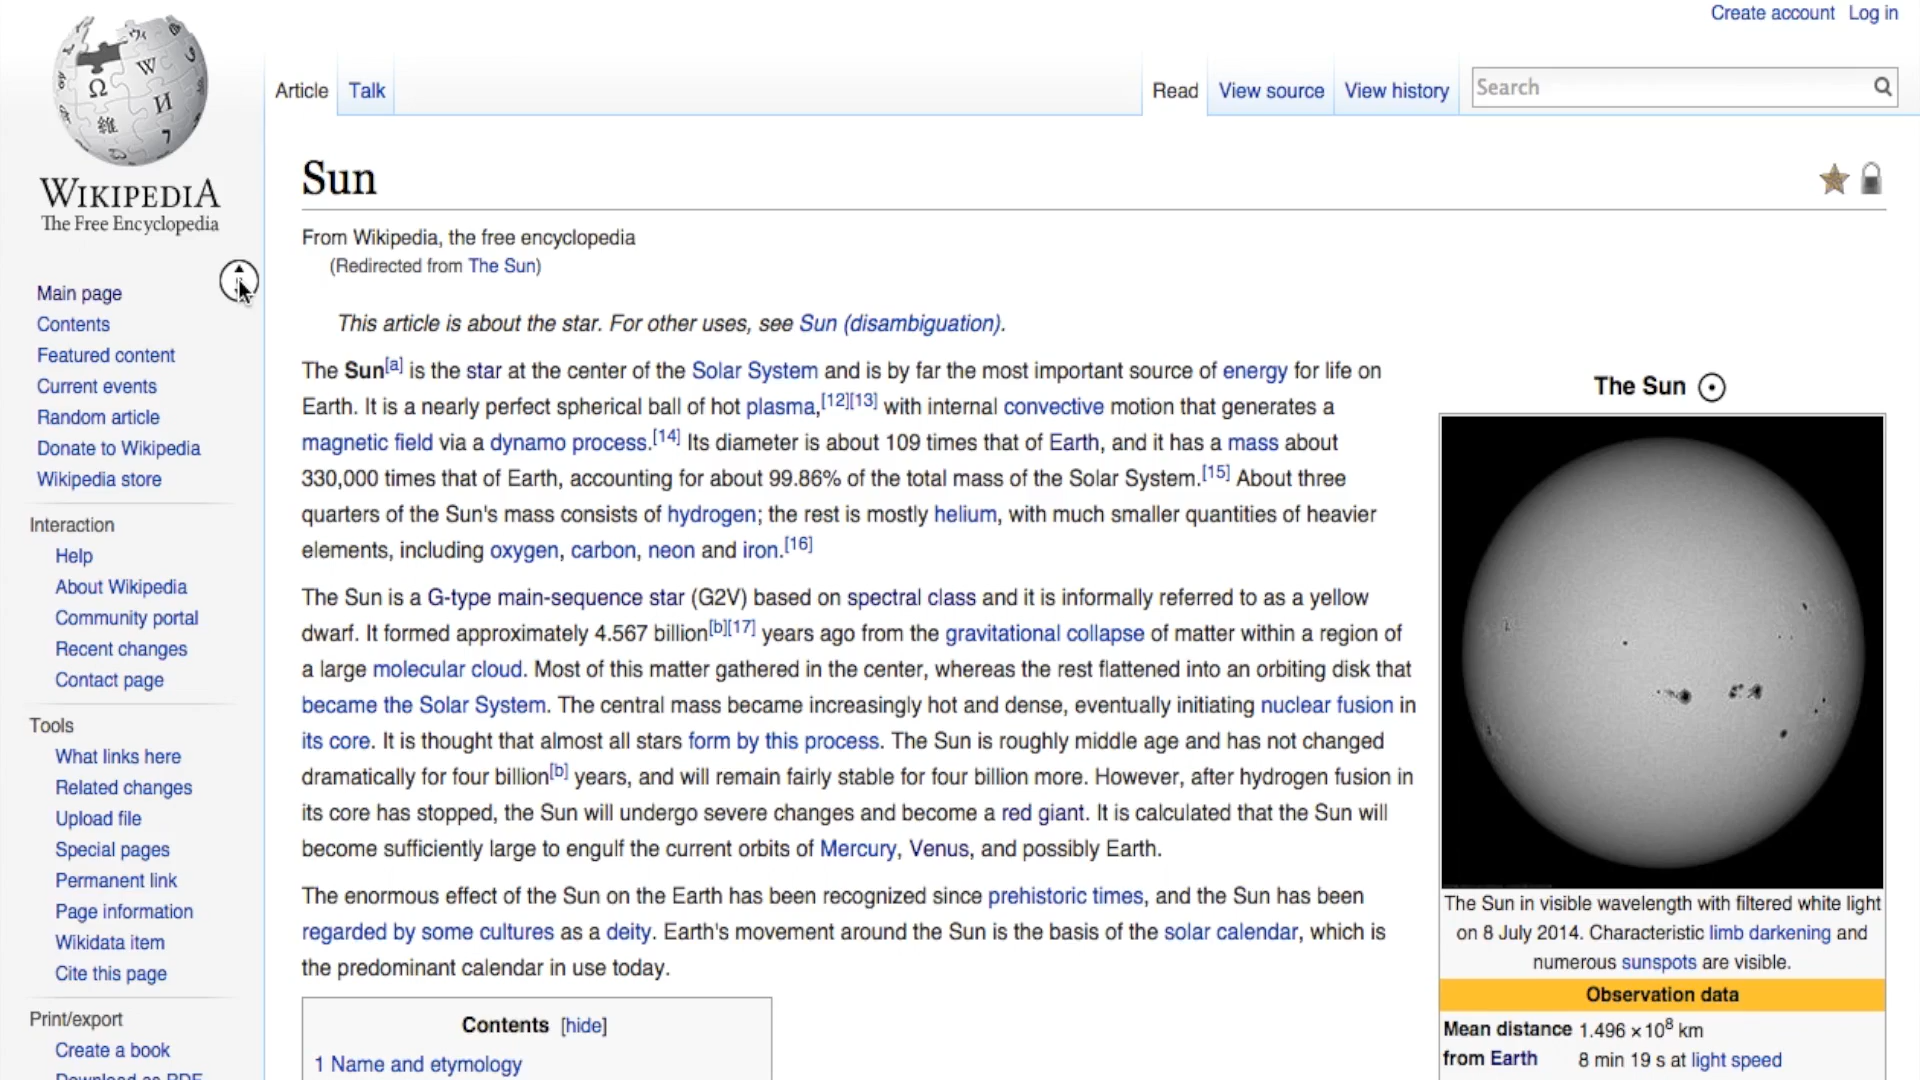 Create account Log in
Article Talk Read View source View history Search
WIKIPEDIA
The Free Encyclopedia
Main page
Contents
Featured content
Current events
Random article
Donate to Wikipedia
Wikipedia store
Interaction
Help
About Wikipedia
Community portal
Recent changes
Contact page
Tools
What links here
Related changes
Upload file
Special pages
Permanent link
Page information
Wikidata item
Cite this page
Print/export
Create a book
Download as PDF
Sun
From Wikipedia, the free encyclopedia
(Redirected from The Sun)
This article is about the star. For other uses, see Sun (disambiguation).
The Sun[a] is the star at the center of the Solar System and is by far the most important source of energy for life on
Earth. It is a nearly perfect spherical ball of hot plasma,[12][13] with internal convective motion that generates a
magnetic field via a dynamo process.[14] Its diameter is about 109 times that of Earth, and it has a mass about
330,000 times that of Earth, accounting for about 99.86% of the total mass of the Solar System.[15] About three
quarters of the Sun's mass consists of hydrogen; the rest is mostly helium, with much smaller quantities of heavier
elements, including oxygen, carbon, neon and iron.[16]
The Sun is a G-type main-sequence star (G2V) based on spectral class and it is informally referred to as a yellow
dwarf. It formed approximately 4.567 billion[b][17] years ago from the gravitational collapse of matter within a region of
a large molecular cloud. Most of this matter gathered in the center, whereas the rest flattened into an orbiting disk that
became the Solar System. The central mass became increasingly hot and dense, eventually initiating nuclear fusion in
its core. It is thought that almost all stars form by this process. The Sun is roughly middle age and has not changed
dramatically for four billion[b] years, and will remain fairly stable for four billion more. However, after hydrogen fusion in
its core has stopped, the Sun will undergo severe changes and become a red giant. It is calculated that the Sun will
become sufficiently large to engulf the current orbits of Mercury, Venus, and possibly Earth.
The enormous effect of the Sun on the Earth has been recognized since prehistoric times, and the Sun has been
regarded by some cultures as a deity. Earth's movement around the Sun is the basis of the solar calendar, which is
the predominant calendar in use today.
Contents [hide]
1 Name and etymology
The Sun
The Sun in visible wavelength with filtered white light
on 8 July 2014. Characteristic limb darkening and
numerous sunspots are visible.
Observation data
Mean distance 1.496 ×10⁸ km
from Earth 8 min 19 s at light speed